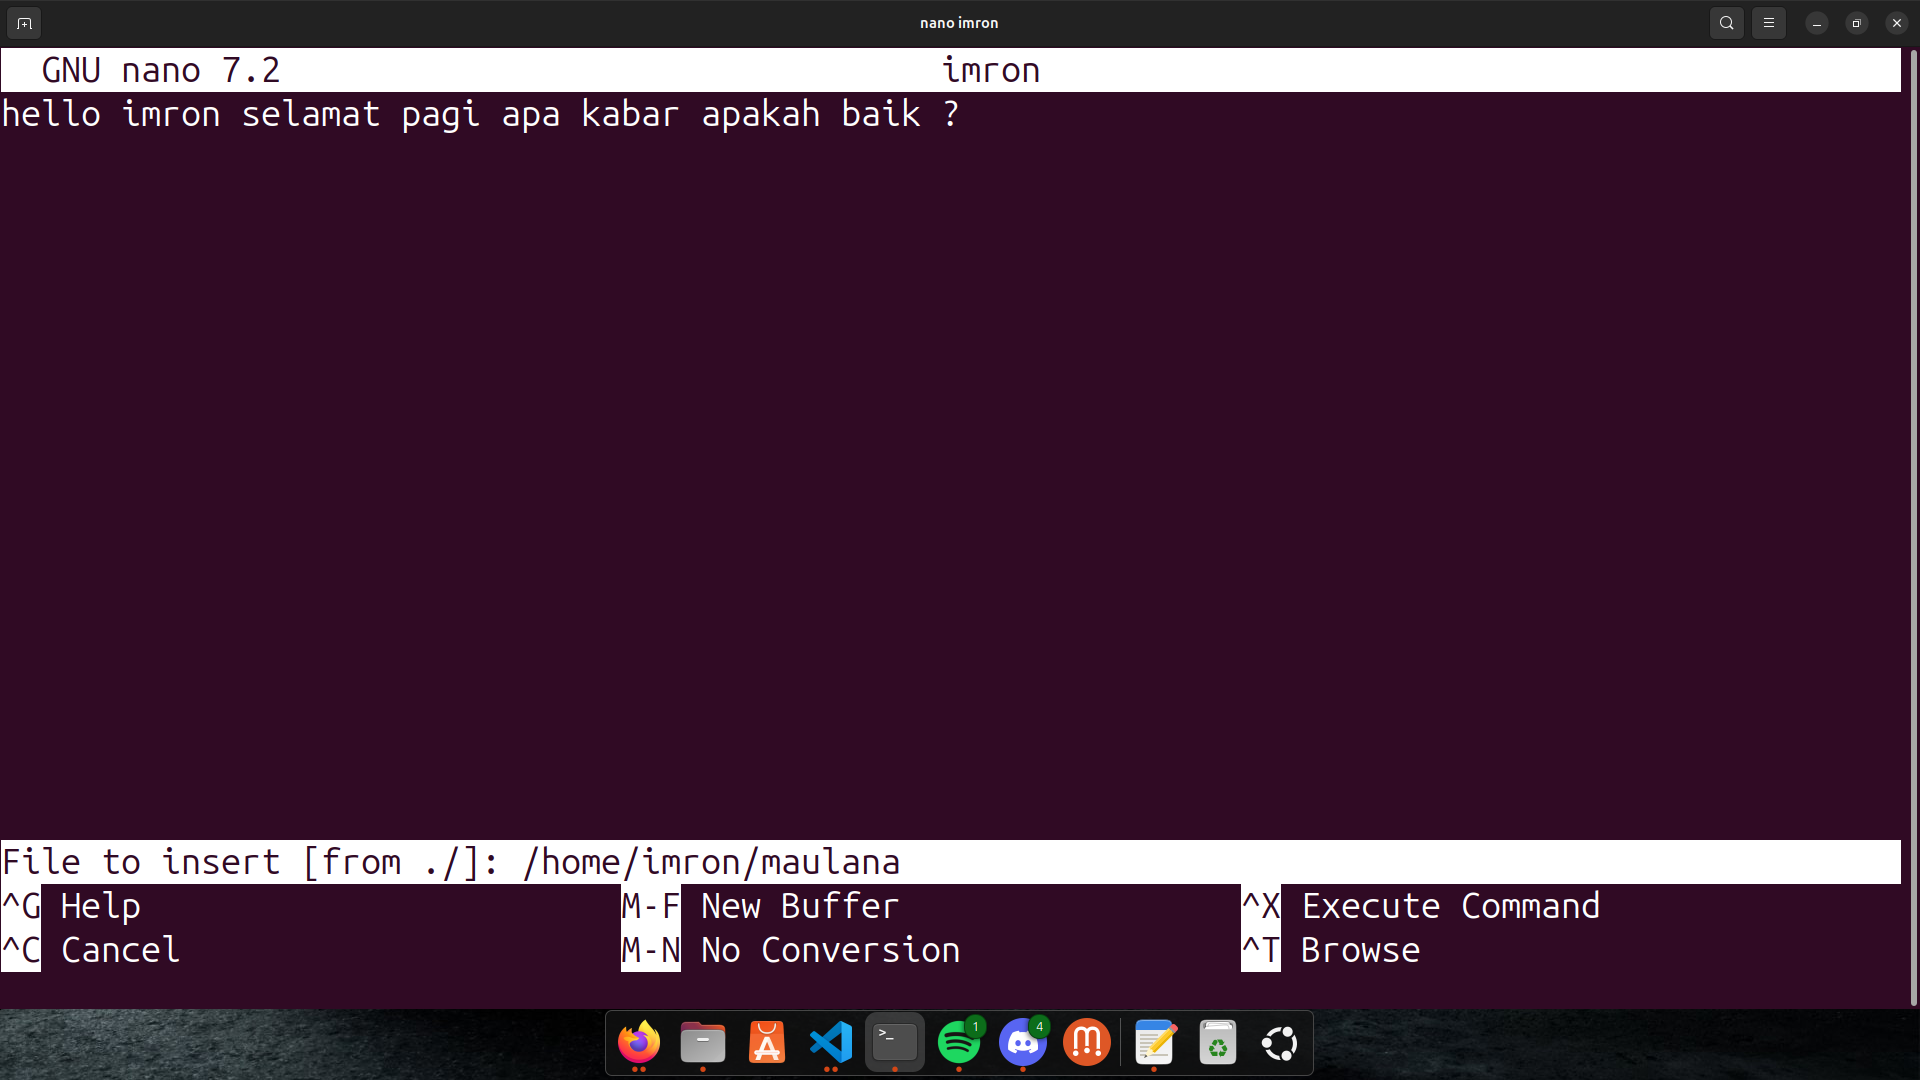 nano imron
GNU nano 7.2 imron
hello imron selamat pagi apa kabar apakah baik ?
File to insert [from ./]: /home/imron/maulana
^G Help M-F New Buffer ^X Execute Command
^C Cancel M-N No Conversion ^T Browse
>_ 1 4